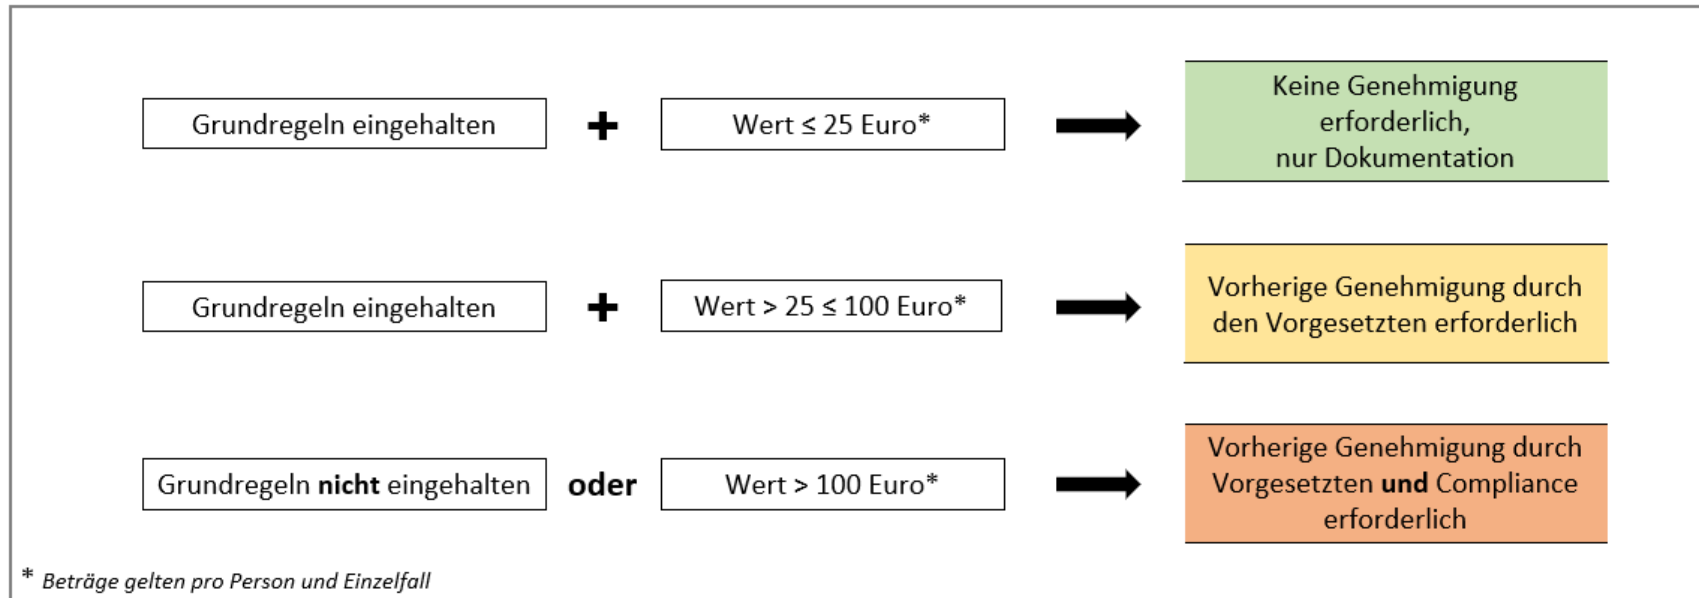 Grundregeln eingehalten + Wert ≤ 25 Euro*
Keine Genehmigung
erforderlich,
nur Dokumentation
Grundregeln eingehalten + Wert > 25 ≤ 100 Euro*
Vorherige Genehmigung durch
den Vorgesetzten erforderlich
Grundregeln nicht eingehalten oder Wert > 100 Euro*
Vorherige Genehmigung durch
Vorgesetzten und Compliance
erforderlich
* Beträge gelten pro Person und Einzelfall